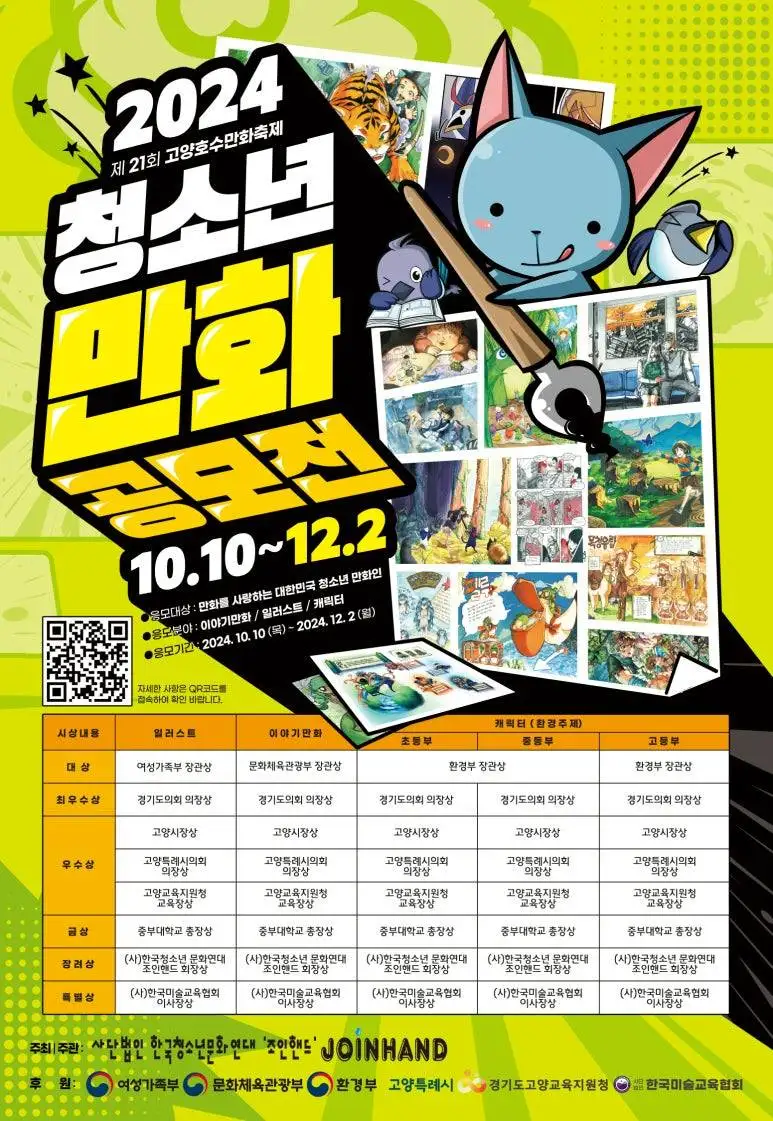 2024
제 21회 고양호수만화축제
청소년
만화
공모전
10.10~12.2
●응모대상 : 만화를 사랑하는 대한민국 청소년 만화인
●응모분야 : 이야기만화 / 일러스트 / 캐릭터
●응모기간 : 2024. 10. 10 (목) ~ 2024. 12. 2 (월)
자세한 사항은 QR코드를
접속하여 확인 바랍니다.
시상내용 일러스트 이야기만화 캐릭터 (환경주제)
초등부 중등부 고등부
대상 여성가족부 장관상 문화체육관광부 장관상 환경부 장관상 환경부 장관상
최우수상 경기도의회 의장상 경기도의회 의장상 경기도의회 의장상 경기도의회 의장상 경기도의회 의장상
우수상 고양시장상 고양시장상 고양시장상 고양시장상 고양시장상
고양특례시의회 고양특례시의회 고양특례시의회 고양특례시의회 고양특례시의회
의장상 의장상 의장상 의장상 의장상
고양교육지원청 고양교육지원청 고양교육지원청 고양교육지원청 고양교육지원청
교육장상 교육장상 교육장상 교육장상 교육장상
금상 중부대학교 총장상 중부대학교 총장상 중부대학교 총장상 중부대학교 총장상 중부대학교 총장상
장려상 (사)한국청소년 문화연대 (사)한국청소년 문화연대 (사)한국청소년 문화연대 (사)한국청소년 문화연대 (사)한국청소년 문화연대
조인핸드 회장상 조인핸드 회장상 조인핸드 회장상 조인핸드 회장상 조인핸드 회장상
특별상 (사)한국미술교육협회 (사)한국미술교육협회 (사)한국미술교육협회 (사)한국미술교육협회 (사)한국미술교육협회
이사장상 이사장상 이사장상 이사장상 이사장상
주최|주관 : 사단법인 한국청소년문화연대 '조인핸드' JOINHAND
후 원 : 여성가족부 문화체육관광부 환경부 고양특례시 경기도고양교육지원청 사단법인 한국미술교육협회